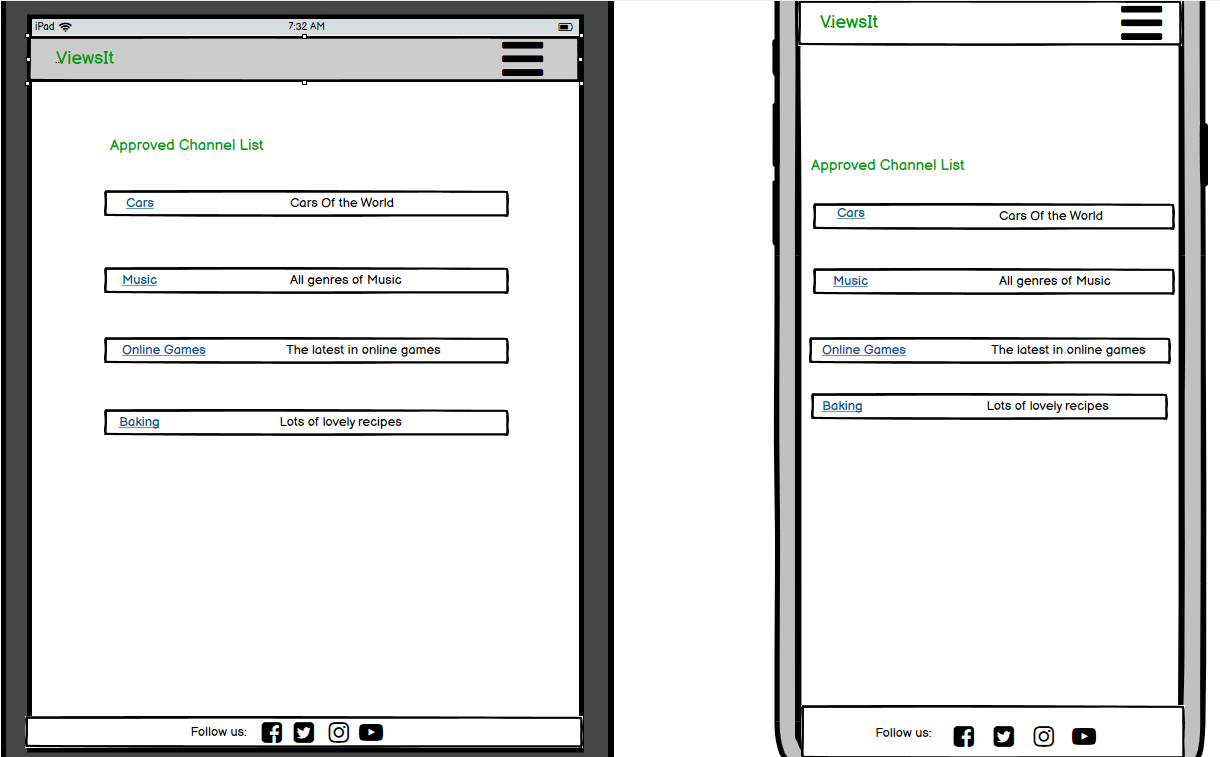 iPad 7:32 AM
ViewsIt
Approved Channel List
Cars Cars Of the World
Music All genres of Music
Online Games The latest in online games
Baking Lots of lovely recipes
Follow us:
ViewsIt
Approved Channel List
Cars Cars Of the World
Music All genres of Music
Online Games The latest in online games
Baking Lots of lovely recipes
Follow us: